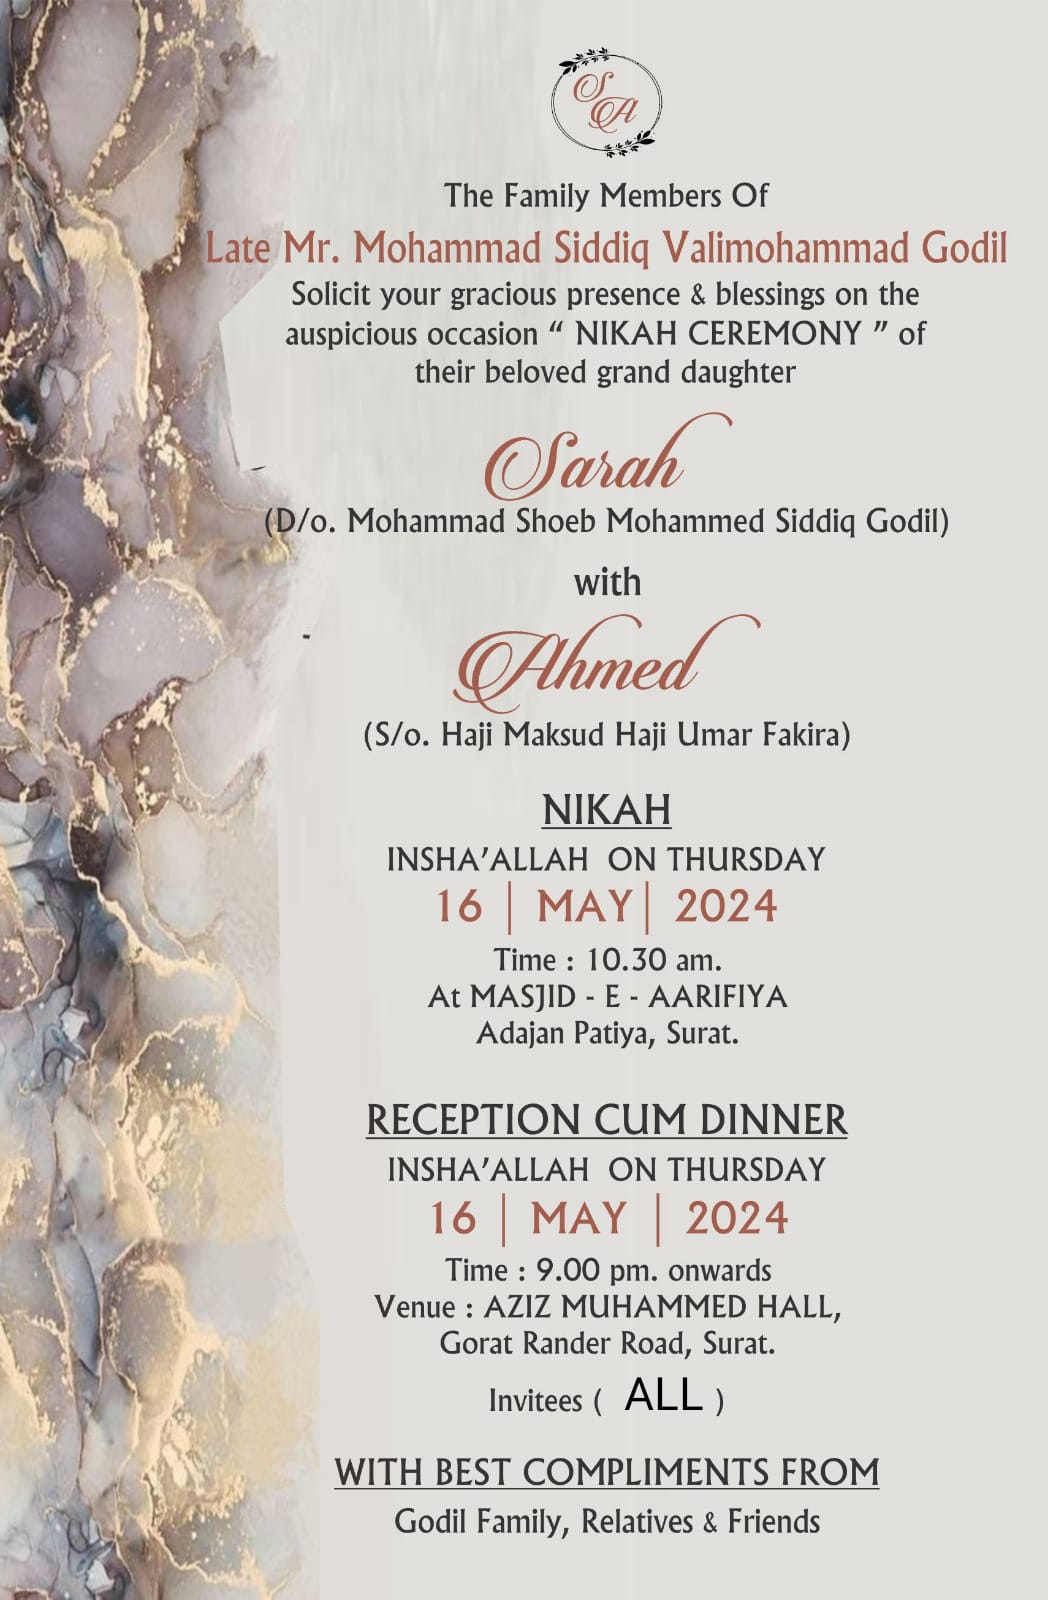 S
A
The Family Members Of
Late Mr. Mohammad Siddiq Valimohammad Godil
Solicit your gracious presence & blessings on the
auspicious occasion “ NIKAH CEREMONY ” of
their beloved grand daughter
Sarah
(D/o. Mohammad Shoeb Mohammed Siddiq Godil)
with
Ahmed
(S/o. Haji Maksud Haji Umar Fakira)
NIKAH
INSHA’ALLAH ON THURSDAY
16 | MAY | 2024
Time : 10.30 am.
At MASJID - E - AARIFIYA
Adajan Patiya, Surat.
RECEPTION CUM DINNER
INSHA’ALLAH ON THURSDAY
16 | MAY | 2024
Time : 9.00 pm. onwards
Venue : AZIZ MUHAMMED HALL,
Gorat Rander Road, Surat.
Invitees ( ALL )
WITH BEST COMPLIMENTS FROM
Godil Family, Relatives & Friends